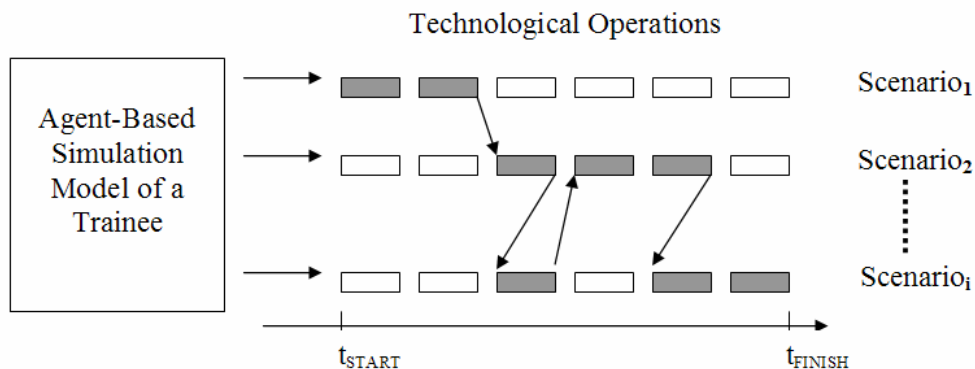 Technological Operations
Agent-Based
Simulation
Model of a
Trainee
Scenario1
Scenario2
Scenarioi
tSTART
tFINISH